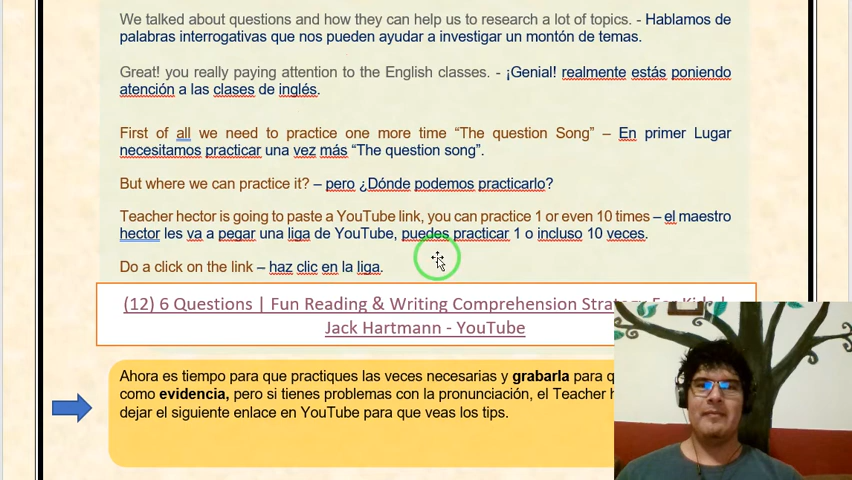 We talked about questions and how they can help us to research a lot of topics. - Hablamos de
palabras interrogativas que nos pueden ayudar a investigar un montón de temas.
Great! you really paying attention to the English classes. - ¡Genial! realmente estás poniendo
atención a las clases de inglés.
First of all we need to practice one more time “The question Song” – En primer Lugar
necesitamos practicar una vez más “The question song”.
But where we can practice it? – pero ¿Dónde podemos practicarlo?
Teacher hector is going to paste a YouTube link, you can practice 1 or even 10 times – el maestro
hector les va a pegar una liga de YouTube, puedes practicar 1 o incluso 10 veces.
Do a click on the link – haz clic en la liga.
(12) 6 Questions | Fun Reading & Writing Comprehension Strategy For Kids |
Jack Hartmann - YouTube
Ahora es tiempo para que practiques las veces necesarias y grabarla para
como evidencia, pero si tienes problemas con la pronunciación, el Teacher
dejar el siguiente enlace en YouTube para que veas los tips.